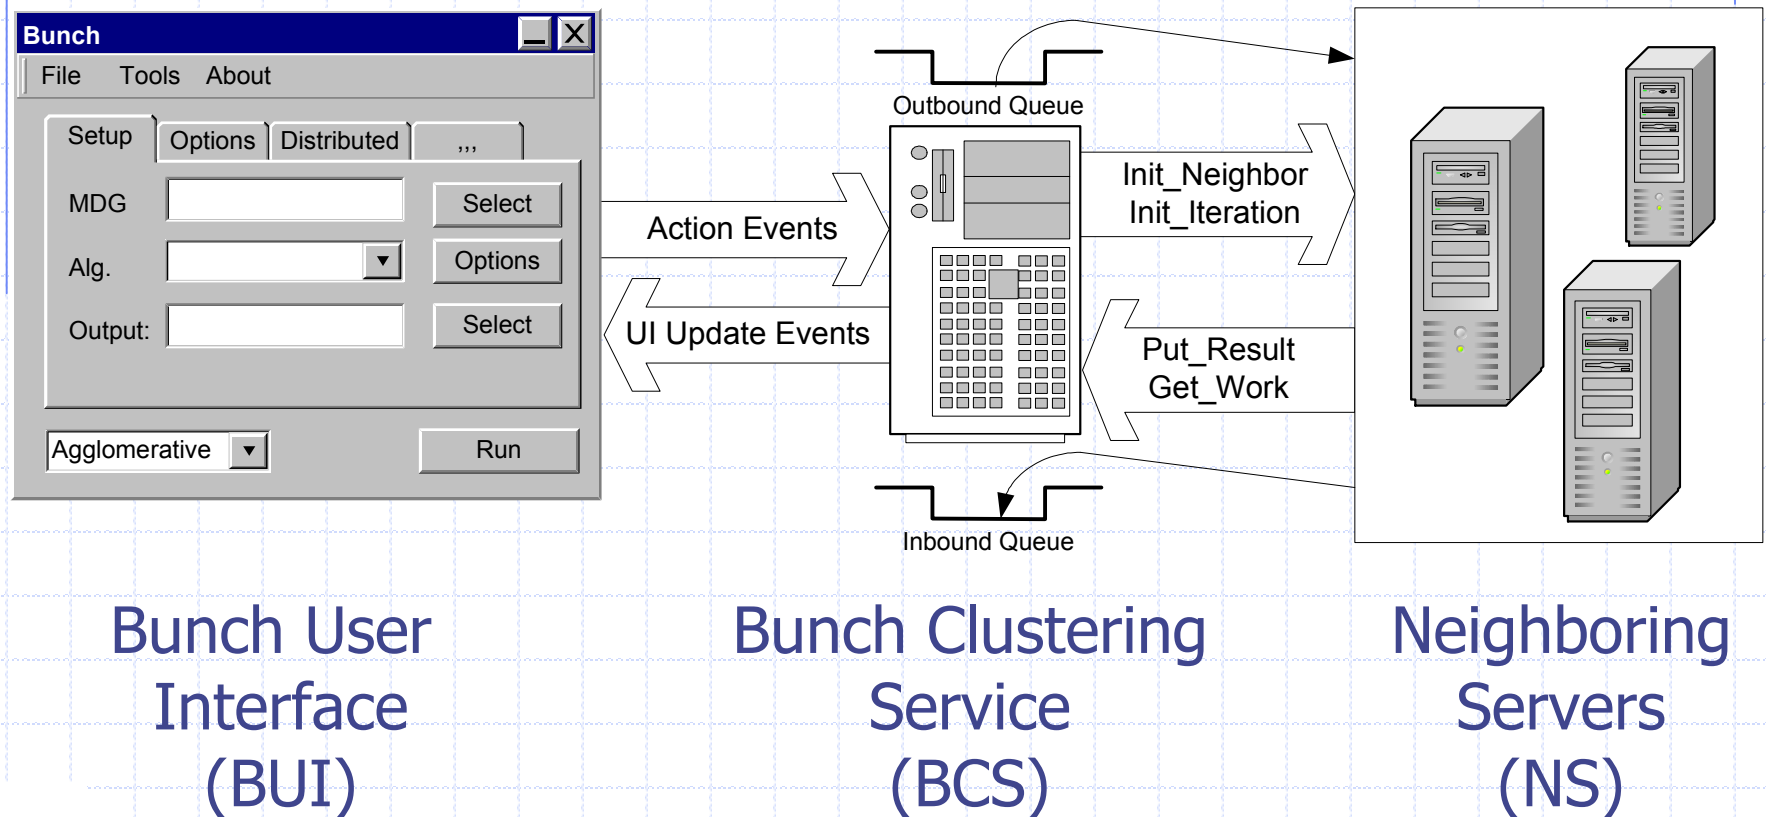 Bunch
File Tools About
Setup Options Distributed ,,,
MDG Select
Alg. Options
Output: Select
Agglomerative Run
Action Events
UI Update Events
Outbound Queue
Inbound Queue
Init_Neighbor
Init_Iteration
Put_Result
Get_Work
Bunch User
Interface
(BUI)
Bunch Clustering
Service
(BCS)
Neighboring
Servers
(NS)